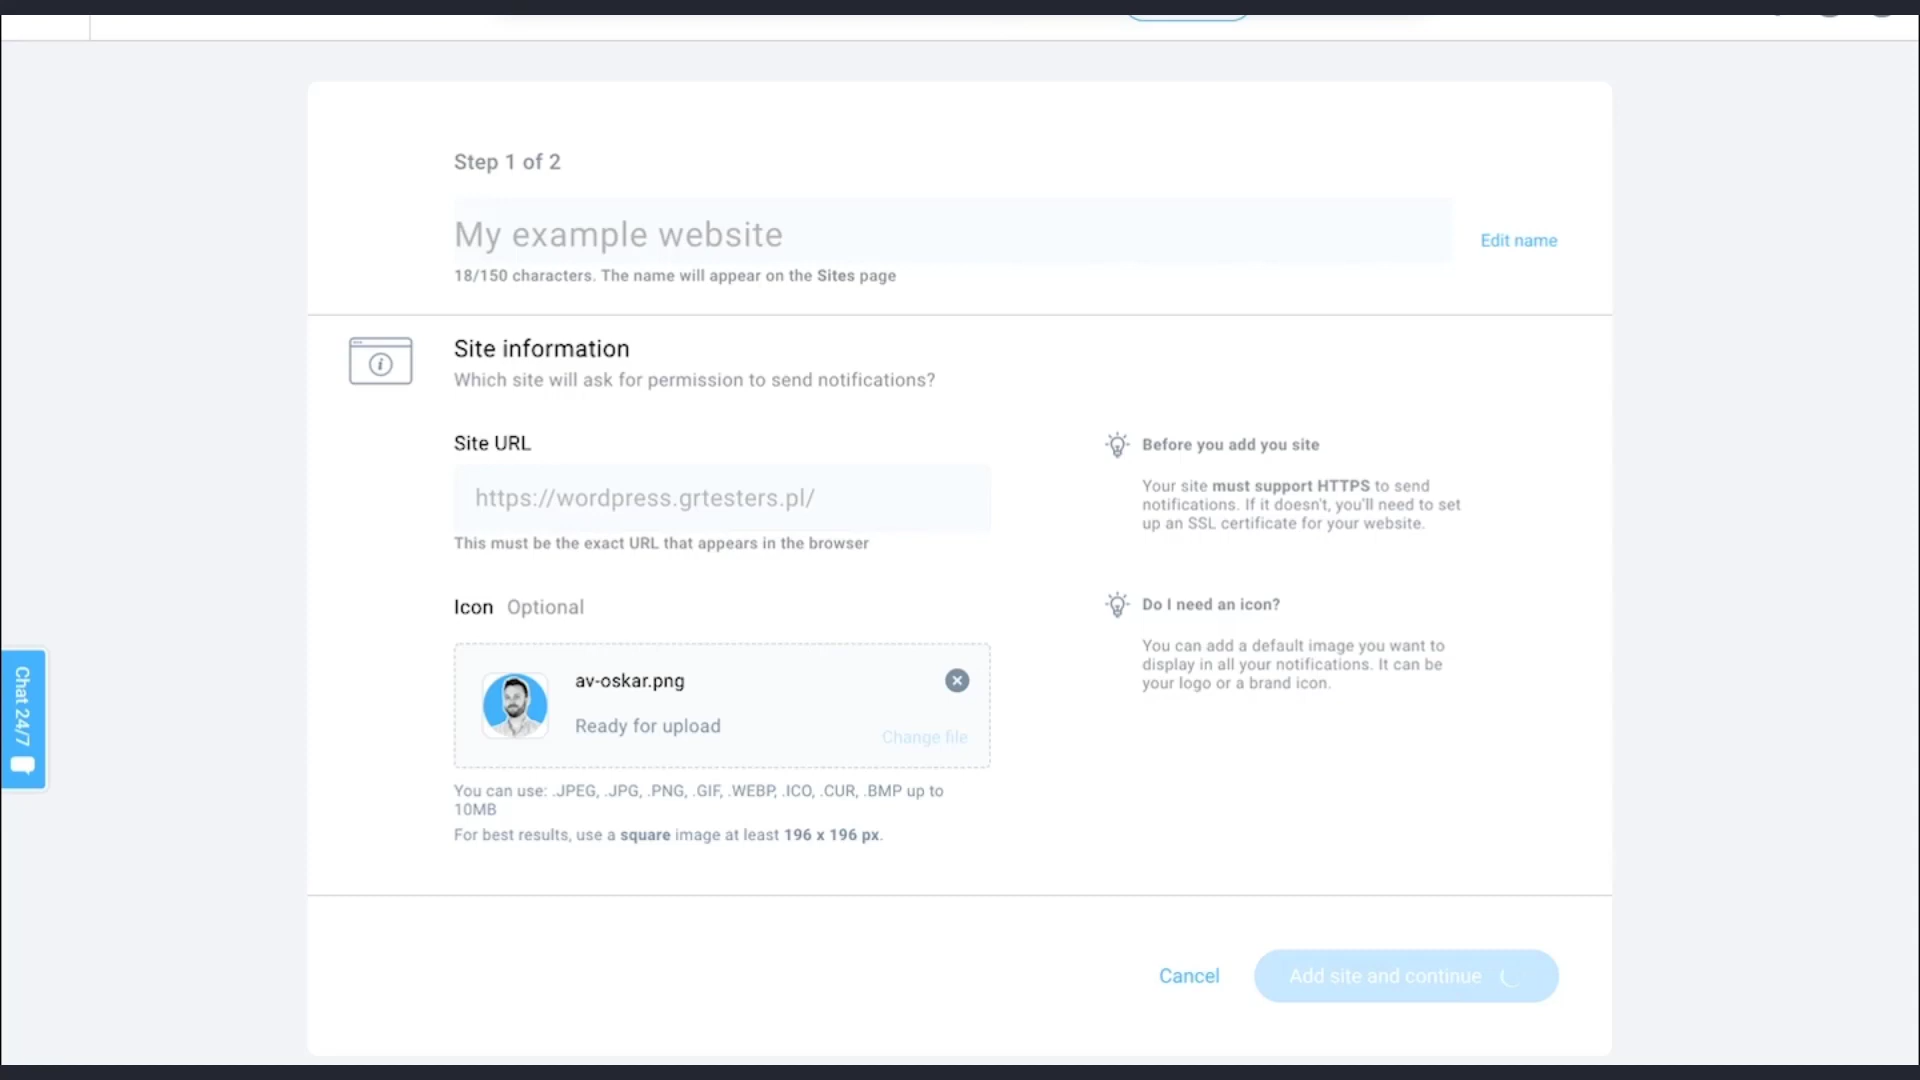 Step 1 of 2
My example website
Edit name
18/150 characters. The name will appear on the Sites page
Site information
Which site will ask for permission to send notifications?
Site URL
https://wordpress.grtesters.pl/
This must be the exact URL that appears in the browser
Before you add you site
Your site must support HTTPS to send
notifications. If it doesn't, you'll need to set
up an SSL certificate for your website.
Icon Optional
av-oskar.png
Ready for upload
Change file
You can use: .JPEG, .JPG, .PNG, .GIF, .WEBP, .ICO, .CUR, .BMP up to
10MB
For best results, use a square image at least 196 x 196 px.
Do I need an icon?
You can add a default image you want to
display in all your notifications. It can be
your logo or a brand icon.
Chat 24/7
Cancel
Add site and continue